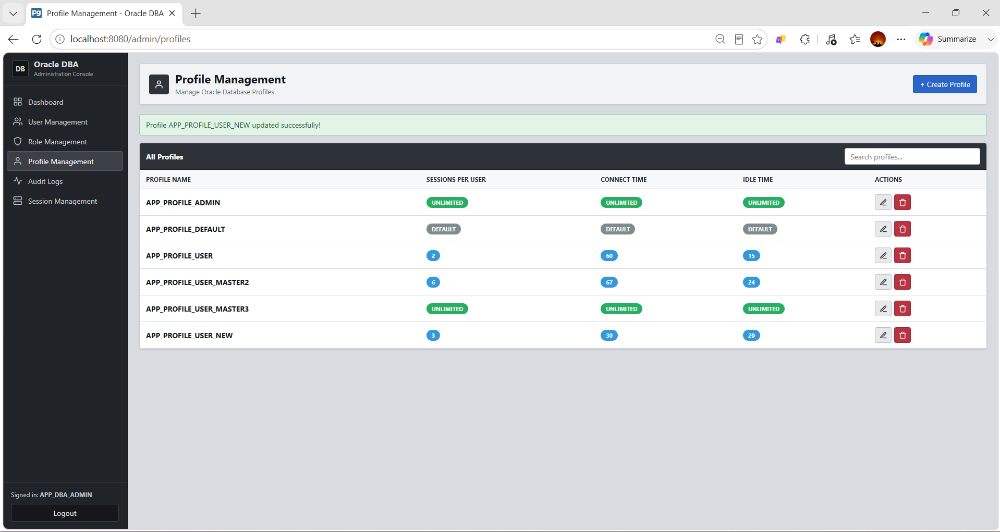 Profile Management - Oracle DBA
localhost:8080/admin/profiles
Summarize
DB
Oracle DBA
Administration Console
Dashboard
User Management
Role Management
Profile Management
Audit Logs
Session Management
Signed in: APP_DBA_ADMIN
Logout
Profile Management
Manage Oracle Database Profiles
+ Create Profile
Profile APP_PROFILE_USER_NEW updated successfully!
All Profiles
Search profiles...
PROFILE NAME SESSIONS PER USER CONNECT TIME IDLE TIME ACTIONS
APP_PROFILE_ADMIN UNLIMITED UNLIMITED UNLIMITED
APP_PROFILE_DEFAULT DEFAULT DEFAULT DEFAULT
APP_PROFILE_USER 2 60 15
APP_PROFILE_USER_MASTER2 6 67 24
APP_PROFILE_USER_MASTER3 UNLIMITED UNLIMITED UNLIMITED
APP_PROFILE_USER_NEW 3 30 20